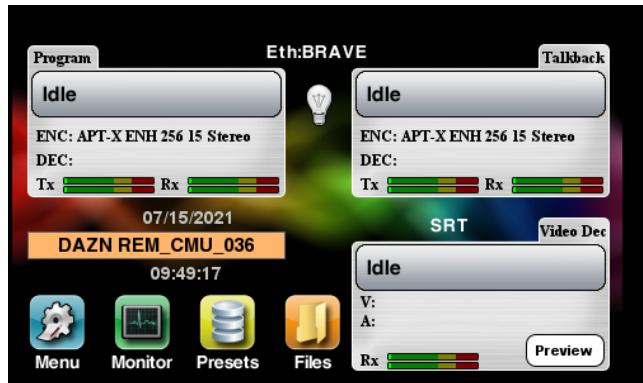 Eth:BRAVE
Program
Idle
ENC: APT-X ENH 256 15 Stereo
DEC:
Tx Rx
Talkback
Idle
ENC: APT-X ENH 256 15 Stereo
DEC:
Tx Rx
07/15/2021
DAZN REM_CMU_036
09:49:17
SRT
Video Dec
Idle
V:
A:
Rx
Preview
Menu Monitor Presets Files